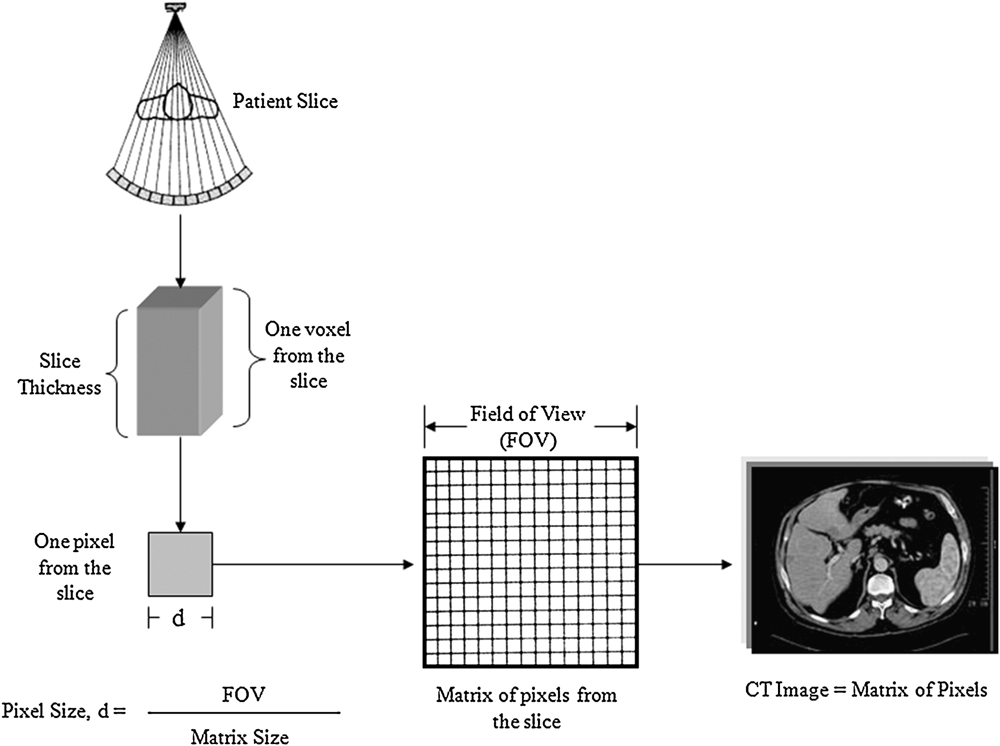 Patient Slice
Slice
Thickness
One voxel
from the
slice
Field of View
(FOV)
One pixel
from the
slice
d
Pixel Size, d =
FOV
Matrix Size
Matrix of pixels from
the slice
CT Image = Matrix of Pixels